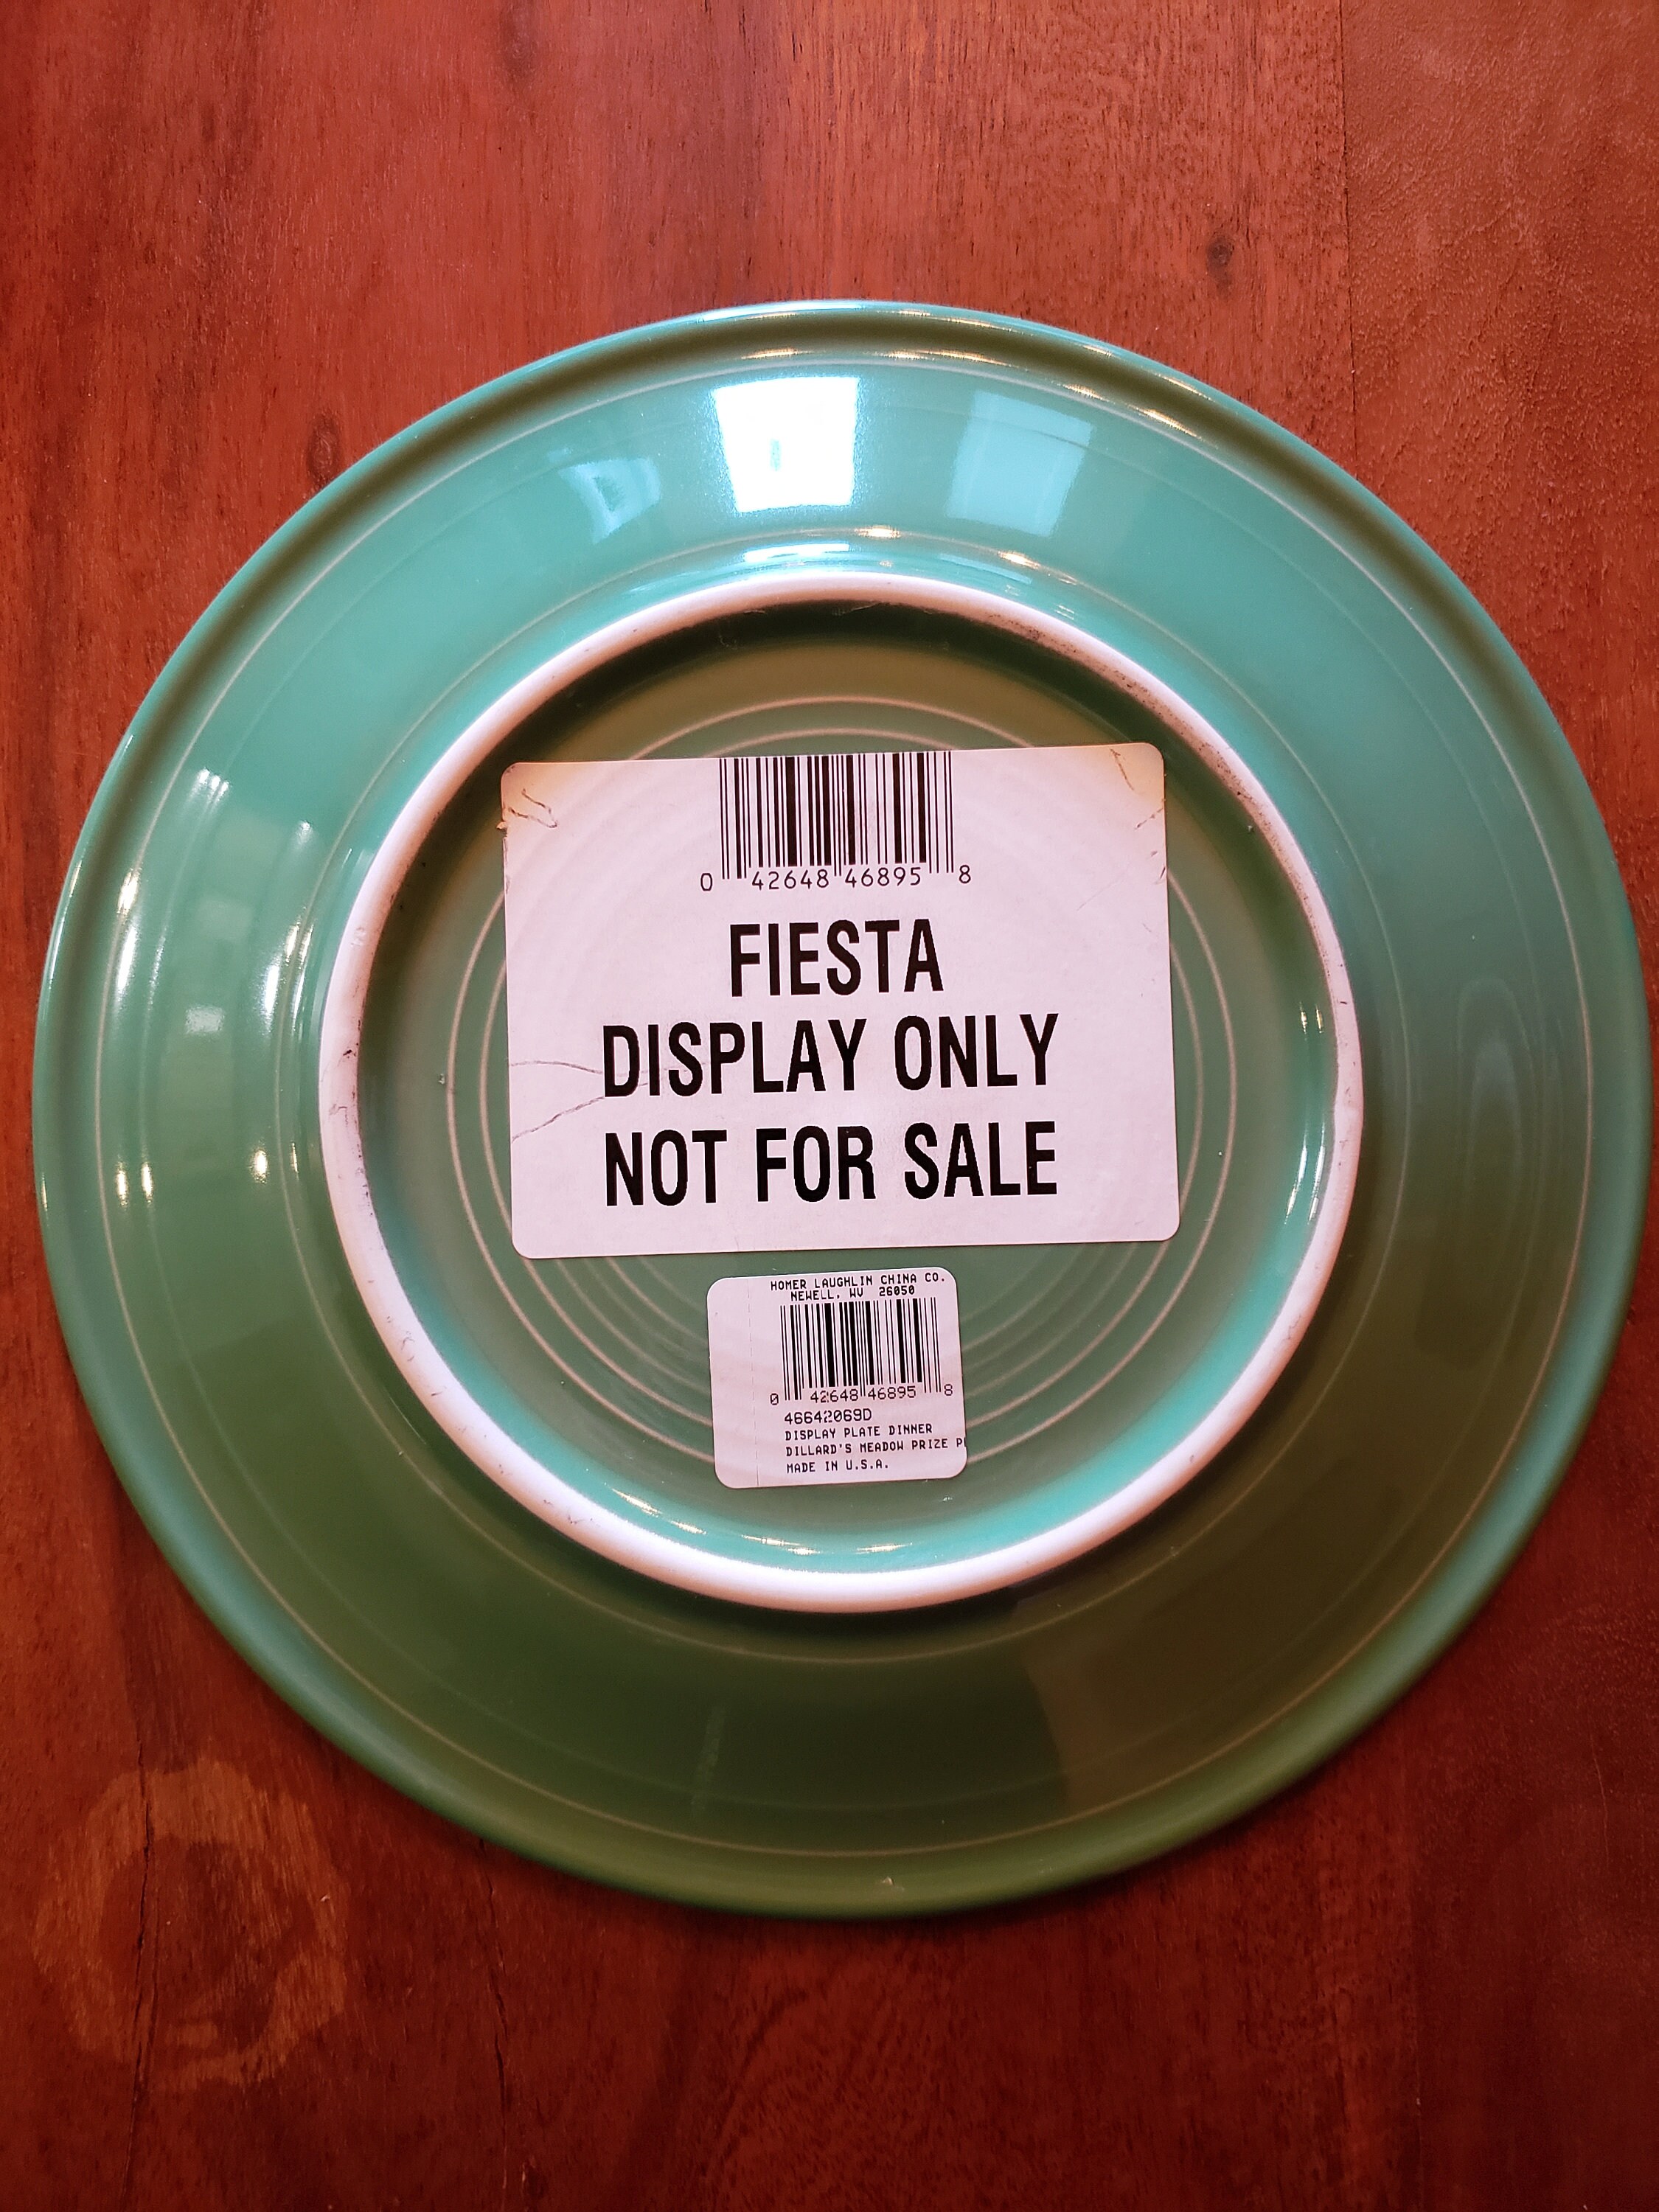 0 42648 46895 8
FIESTA
DISPLAY ONLY
NOT FOR SALE
HOMER LAUGHLIN CHINA CO.
NEWELL, WV 26050
0 42648 46895 8
46642069D
DISPLAY PLATE DINNER
DILLARD'S MEADOW PRIZE P
MADE IN U.S.A.